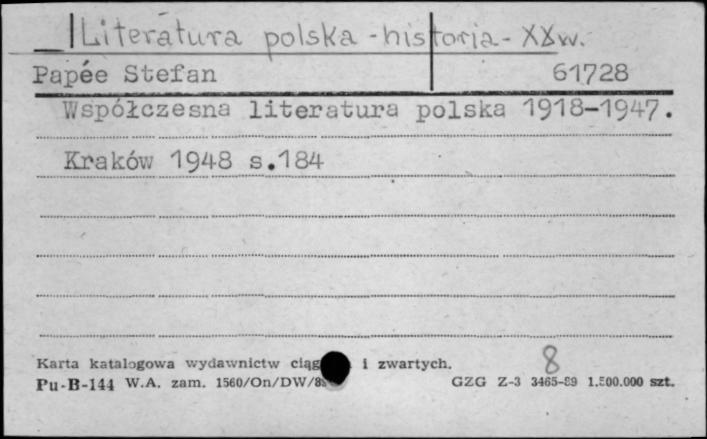 Literatura polska - historia - XXw.
Papée Stefan 61728
Współczesna literatura polska 1918-1947.
Kraków 1948 s.184
8
Karta katalogowa wydawnictw i zwartych.
Pu-B-144 W.A. zam. 1560/On/DW/8 GZG Z-3 3465-89 1.500.000 szt.